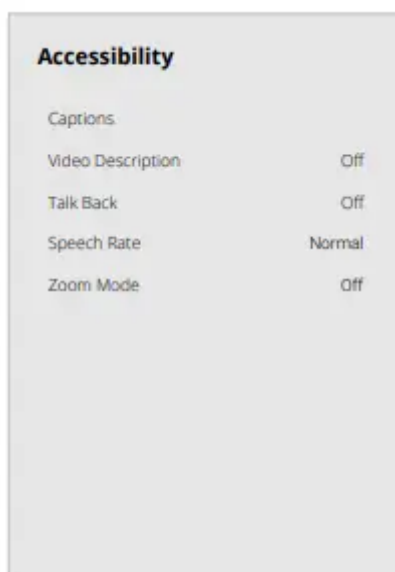 Accessibility
Captions
Video Description Off
Talk Back Off
Speech Rate Normal
Zoom Mode Off